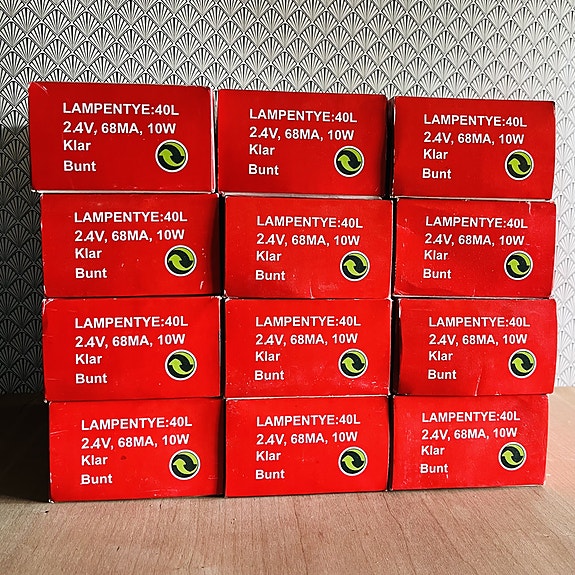 LAMPENTYE:40L
2.4V, 68MA, 10W
Klar
Bunt
LAMPENTYE:40L
2.4V, 68MA, 10W
Klar
Bunt
LAMPENTYE:40L
2.4V, 68MA, 10W
Klar
Bunt
LAMPENTYE:40L
2.4V, 68MA, 10W
Klar
Bunt
LAMPENTYE:40L
2.4V, 68MA, 10W
Klar
Bunt
LAMPENTYE:40L
2.4V, 68MA, 10W
Klar
Bunt
LAMPENTYE:40L
2.4V, 68MA, 10W
Klar
Bunt
LAMPENTYE:40L
2.4V, 68MA, 10W
Klar
Bunt
LAMPENTYE:40L
2.4V, 68MA, 10W
Klar
Bunt
LAMPENTYE:40L
2.4V, 68MA, 10W
Klar
Bunt
LAMPENTYE:40L
2.4V, 68MA, 10W
Klar
Bunt
LAMPENTYE:40L
2.4V, 68MA, 10W
Klar
Bunt